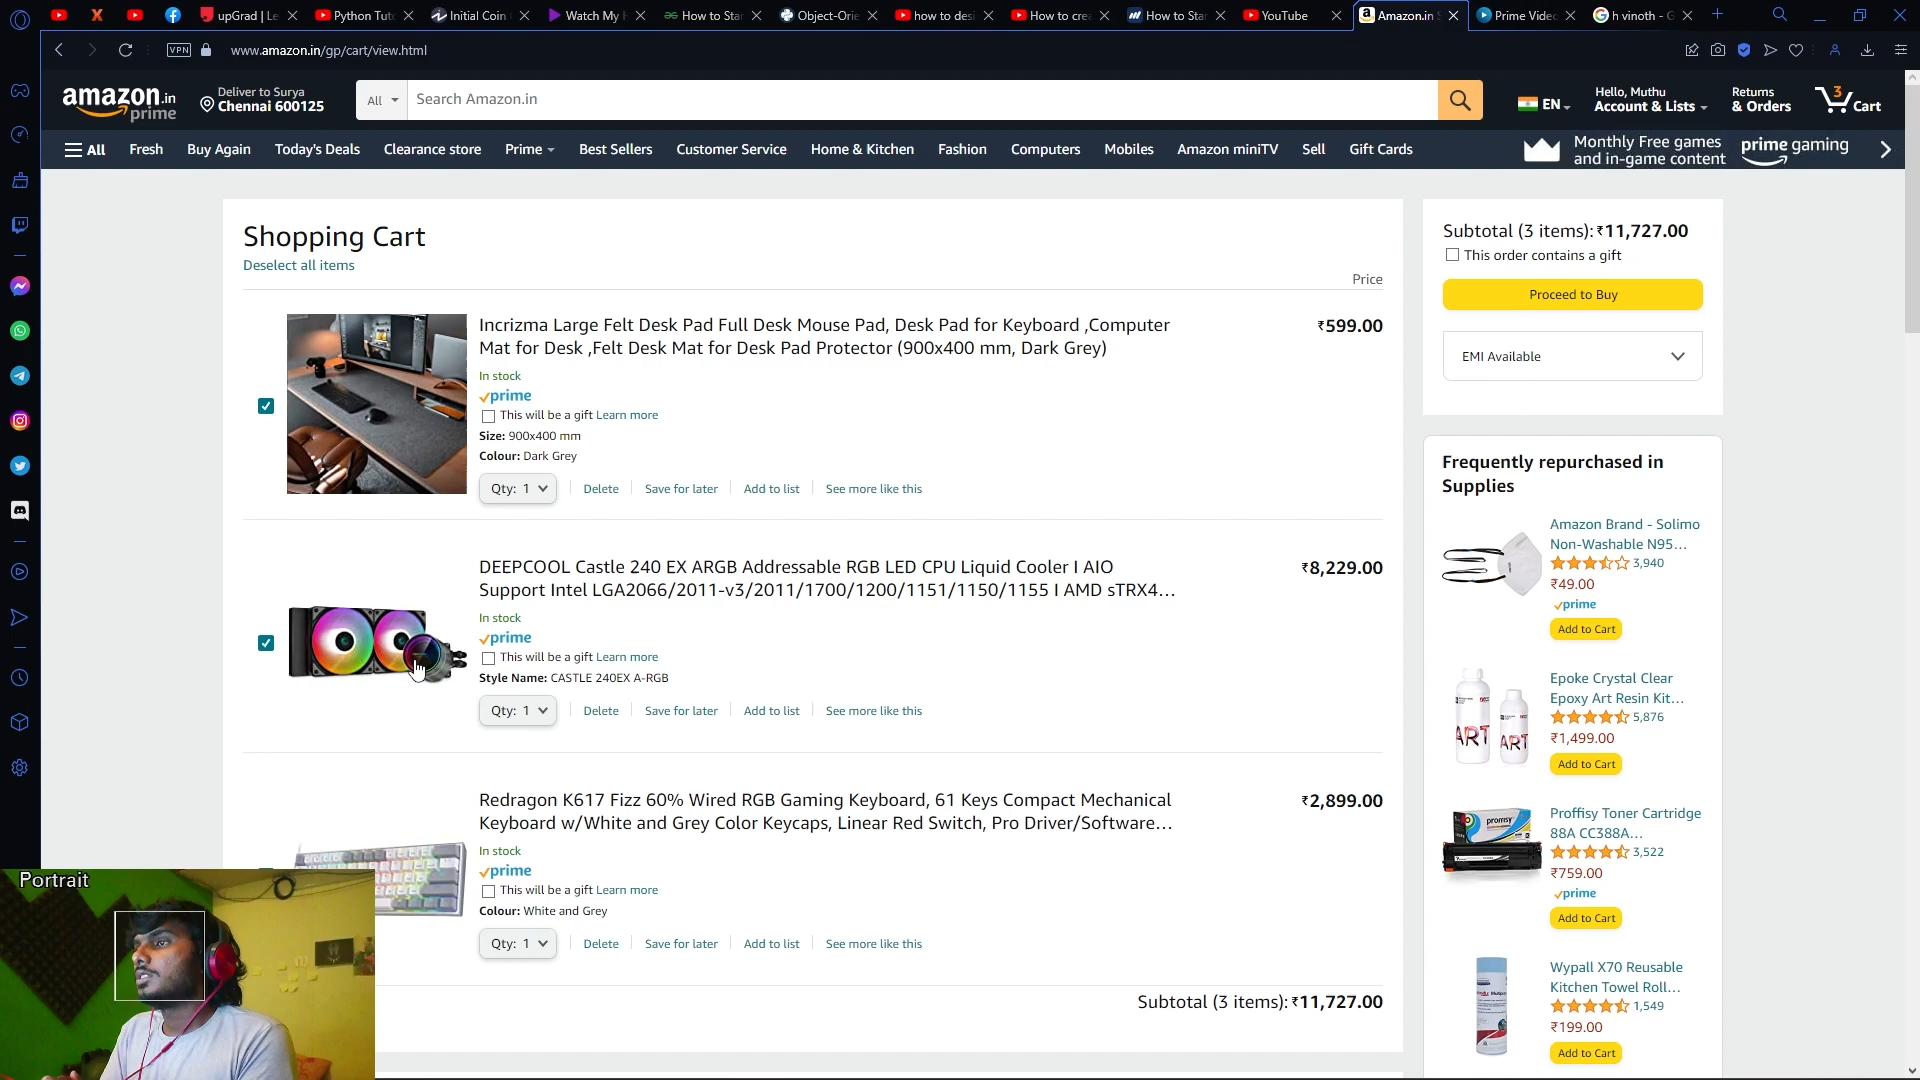 upGrad | Le
Python Tuto
Initial Coin
Watch My
How to Star
Object-Orie
how to desi
How to crea
How to Star
YouTube
Amazon.in S
Prime Video
h vinoth - G
VPN
www.amazon.in/gp/cart/view.html
amazon.in
prime
Deliver to Surya
Chennai 600125
All
Search Amazon.in
EN
Hello, Muthu
Account & Lists
Returns
& Orders
3
Cart
All
Fresh
Buy Again
Today's Deals
Clearance store
Prime
Best Sellers
Customer Service
Home & Kitchen
Fashion
Computers
Mobiles
Amazon miniTV
Sell
Gift Cards
Monthly Free games
and in-game content
prime gaming
Shopping Cart
Deselect all items
Price
Incrizma Large Felt Desk Pad Full Desk Mouse Pad, Desk Pad for Keyboard ,Computer
Mat for Desk ,Felt Desk Mat for Desk Pad Protector (900x400 mm, Dark Grey)
₹599.00
In stock
prime
This will be a gift Learn more
Size: 900x400 mm
Colour: Dark Grey
Qty: 1
Delete
Save for later
Add to list
See more like this
DEEPCOOL Castle 240 EX ARGB Addressable RGB LED CPU Liquid Cooler I AIO
Support Intel LGA2066/2011-v3/2011/1700/1200/1151/1150/1155 I AMD sTRX4...
₹8,229.00
In stock
prime
This will be a gift Learn more
Style Name: CASTLE 240EX A-RGB
Qty: 1
Delete
Save for later
Add to list
See more like this
Redragon K617 Fizz 60% Wired RGB Gaming Keyboard, 61 Keys Compact Mechanical
Keyboard w/White and Grey Color Keycaps, Linear Red Switch, Pro Driver/Software...
₹2,899.00
In stock
prime
This will be a gift Learn more
Colour: White and Grey
Qty: 1
Delete
Save for later
Add to list
See more like this
Subtotal (3 items): ₹11,727.00
Portrait
Subtotal (3 items): ₹11,727.00
This order contains a gift
Proceed to Buy
EMI Available
Frequently repurchased in
Supplies
Amazon Brand - Solimo
Non-Washable N95...
3,940
₹49.00
prime
Add to Cart
Epoke Crystal Clear
Epoxy Art Resin Kit...
5,876
₹1,499.00
ART
ART
Add to Cart
Proffisy Toner Cartridge
88A CC388A...
3,522
₹759.00
prime
Add to Cart
Wypall X70 Reusable
Kitchen Towel Roll...
1,549
₹199.00
Add to Cart